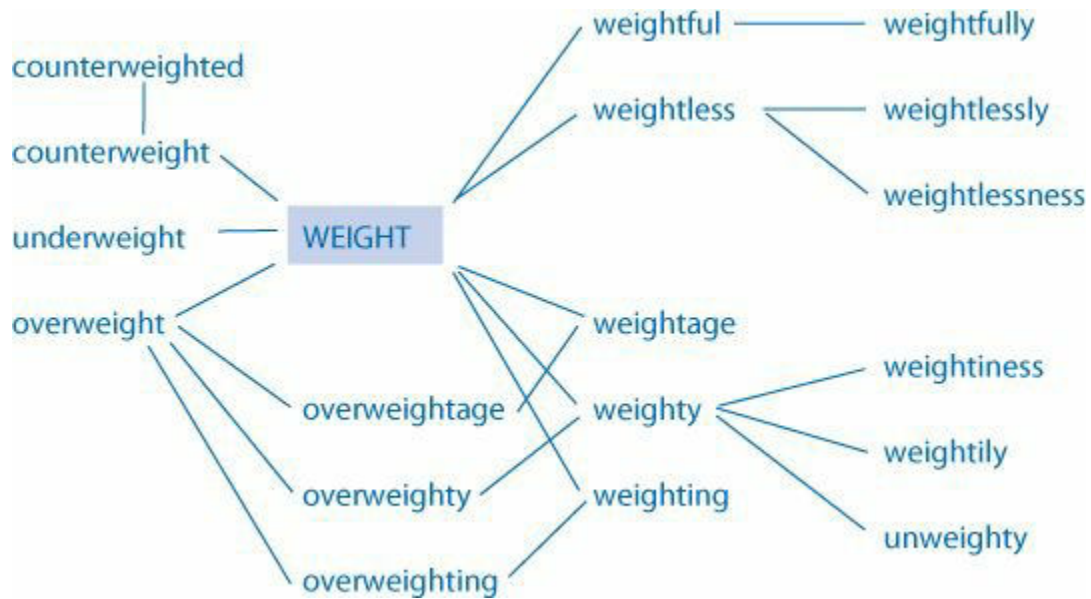 weightful
weightfully
counterweighted
weightless
weightlessly
counterweight
weightlessness
underweight
WEIGHT
overweight
weightage
weightiness
overweightage
weighty
weightily
overweighty
weighting
unweighty
overweighting